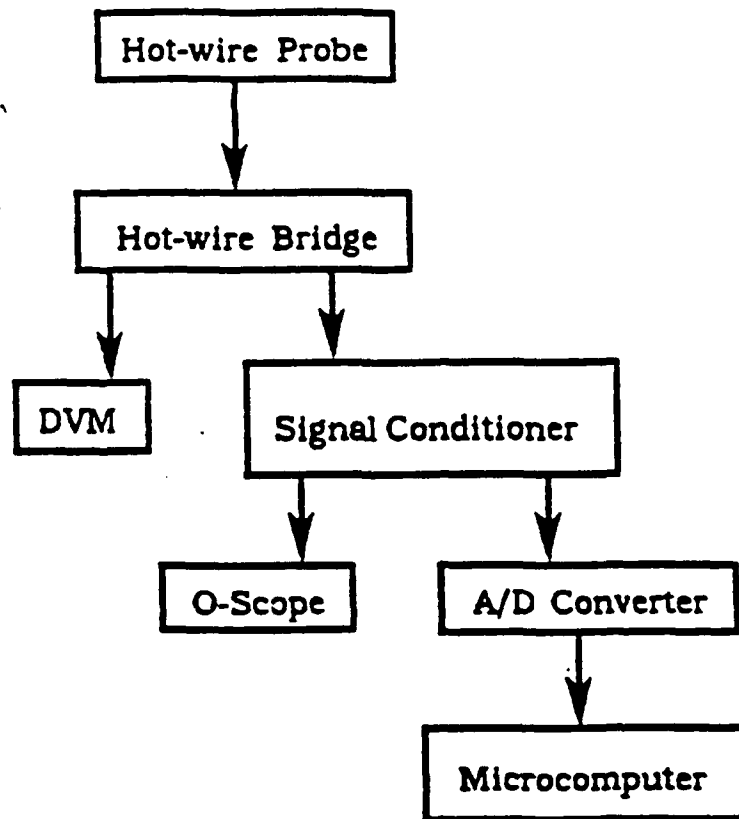 Hot-wire Probe
Hot-wire Bridge
DVM
Signal Conditioner
O-Scope
A/D Converter
Microcomputer